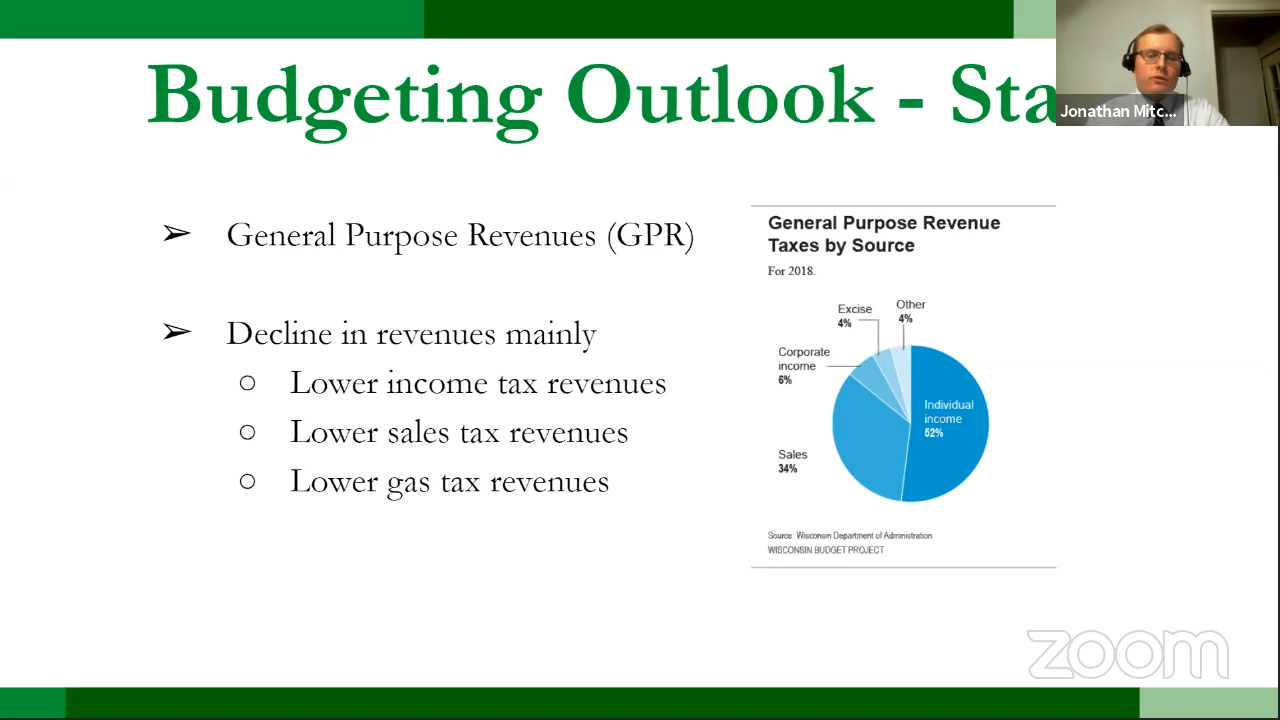 Budgeting Outlook - Sta
Jonathan Mitc...
➢ General Purpose Revenues (GPR)
➢ Decline in revenues mainly
○ Lower income tax revenues
○ Lower sales tax revenues
○ Lower gas tax revenues
General Purpose Revenue
Taxes by Source
For 2018.
Excise
4%
Other
4%
Corporate
income
6%
Individual
income
52%
Sales
34%
Source: Wisconsin Department of Administration
WISCONSIN BUDGET PROJECT
zoom